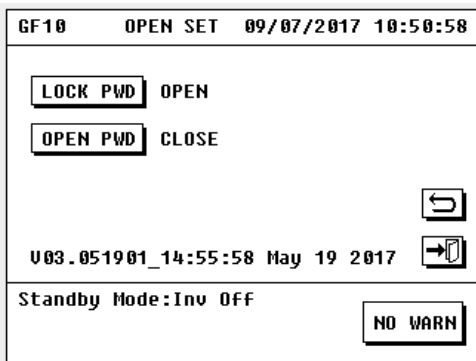 GF10 OPEN SET 09/07/2017 10:50:58
LOCK PWD OPEN
OPEN PWD CLOSE
V03.051901_14:55:58 May 19 2017
Standby Mode:Inv Off
NO WARN